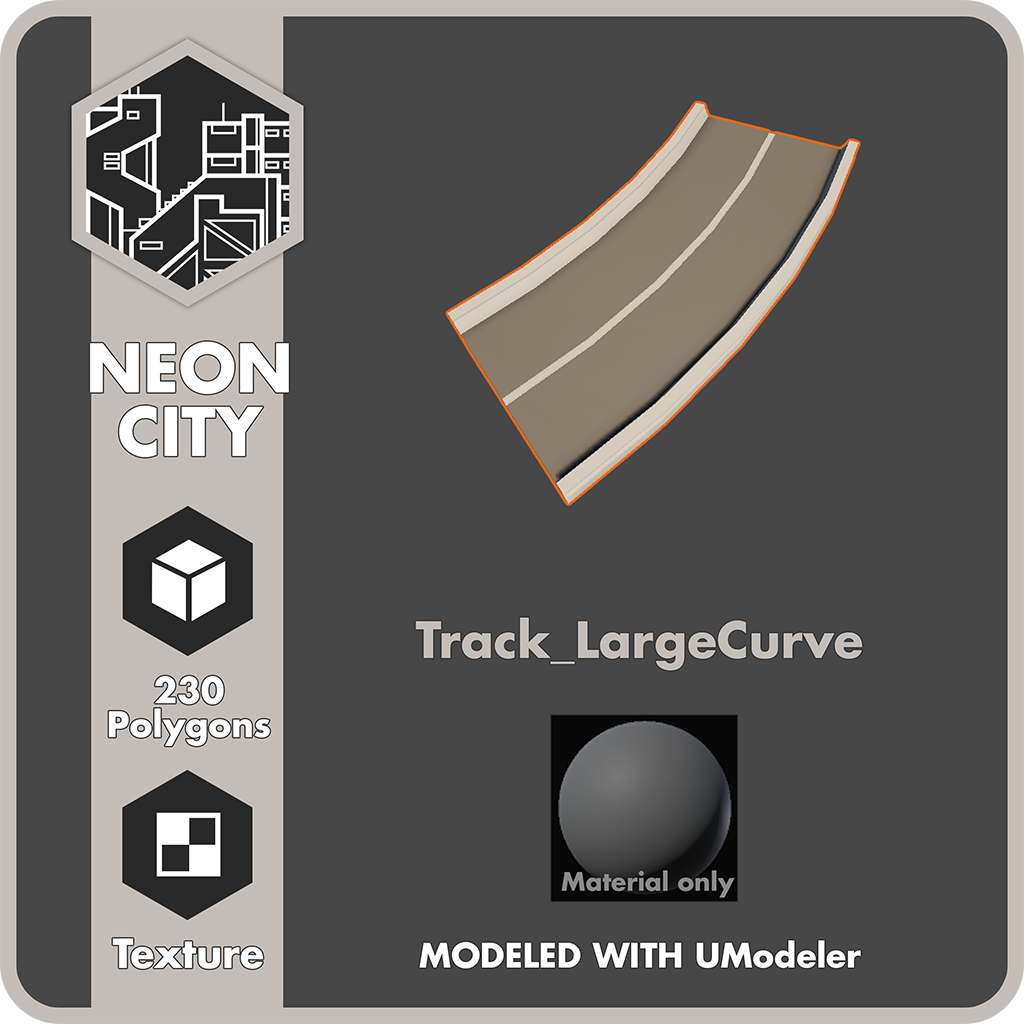 NEON
CITY
230
Polygons
Texture
Track_LargeCurve
Material only
MODELED WITH UModeler